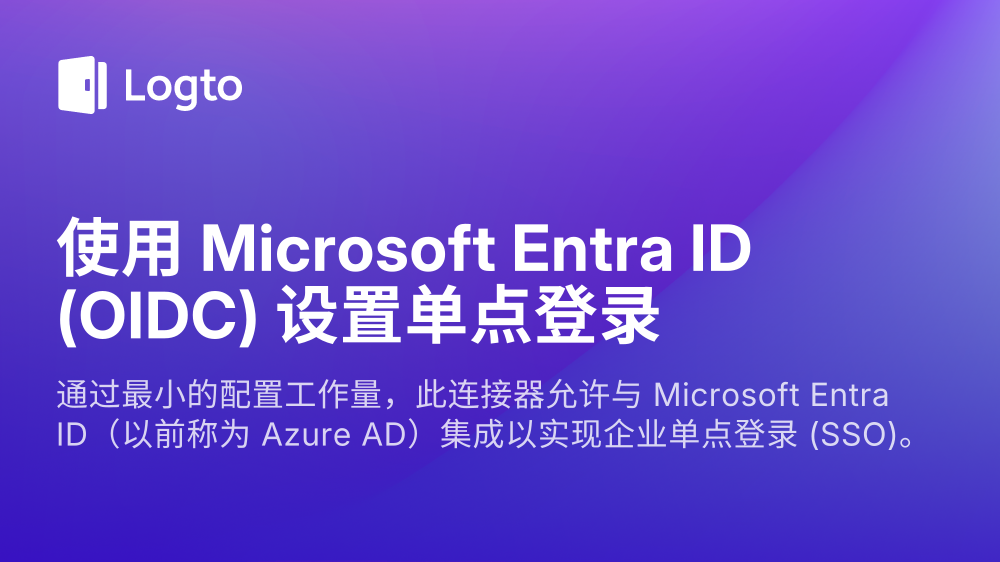 Logto
使用 Microsoft Entra ID
(OIDC) 设置单点登录
通过最小的配置工作量，此连接器允许与 Microsoft Entra
ID（以前称为 Azure AD）集成以实现企业单点登录 (SSO)。